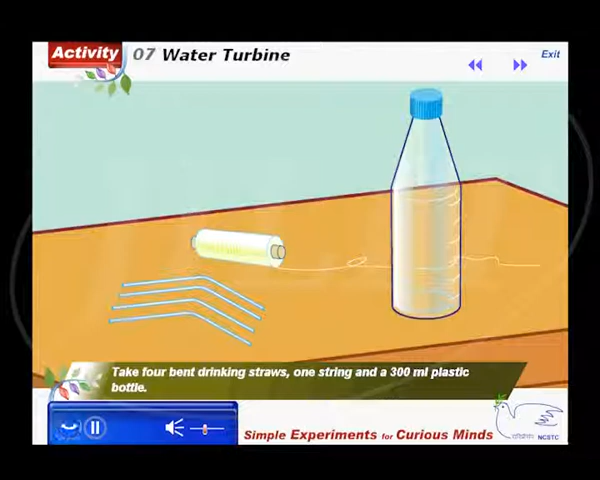 Activity 07 Water Turbine
Exit
Take four bent drinking straws, one string and a 300 ml plastic
bottle.
Simple Experiments for Curious Minds
NCSTC